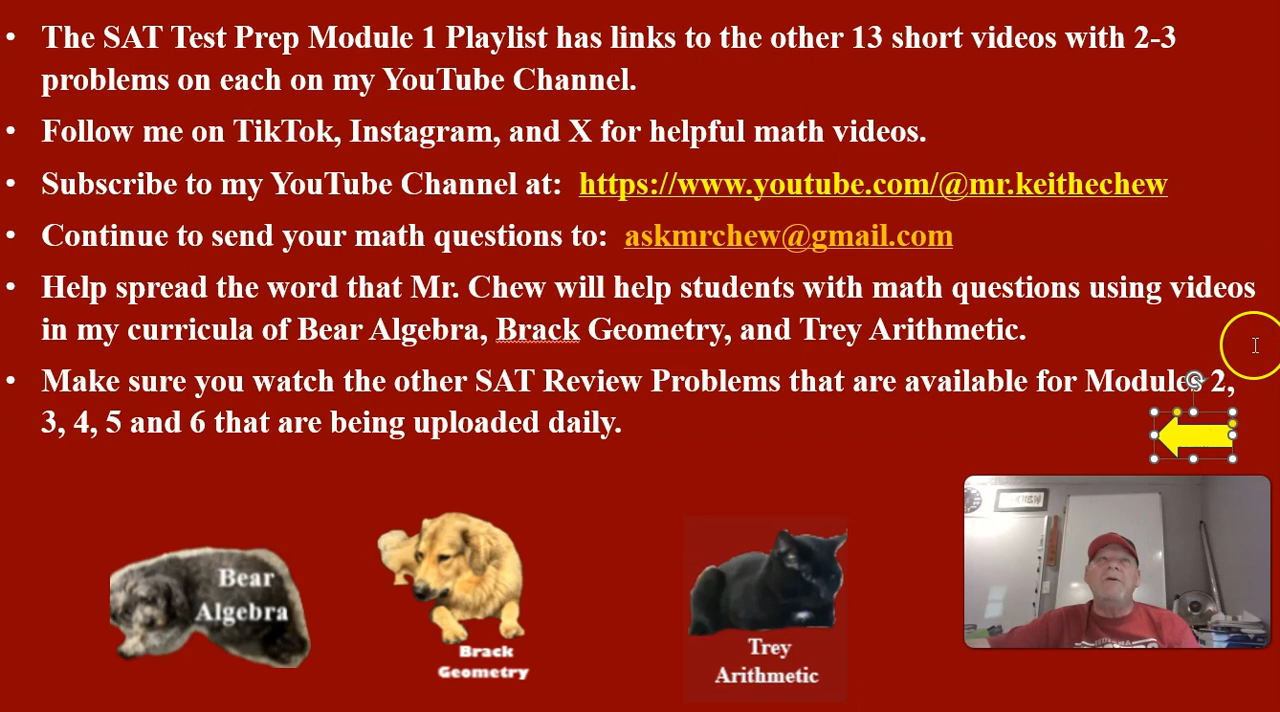 • The SAT Test Prep Module 1 Playlist has links to the other 13 short videos with 2-3
problems on each on my YouTube Channel.
• Follow me on TikTok, Instagram, and X for helpful math videos.
• Subscribe to my YouTube Channel at: https://www.youtube.com/@mr.keithechew
• Continue to send your math questions to: askmrchew@gmail.com
• Help spread the word that Mr. Chew will help students with math questions using videos
in my curricula of Bear Algebra, Brack Geometry, and Trey Arithmetic.
• Make sure you watch the other SAT Review Problems that are available for Modules 2,
3, 4, 5 and 6 that are being uploaded daily.
Bear
Algebra
Brack
Geometry
Trey
Arithmetic